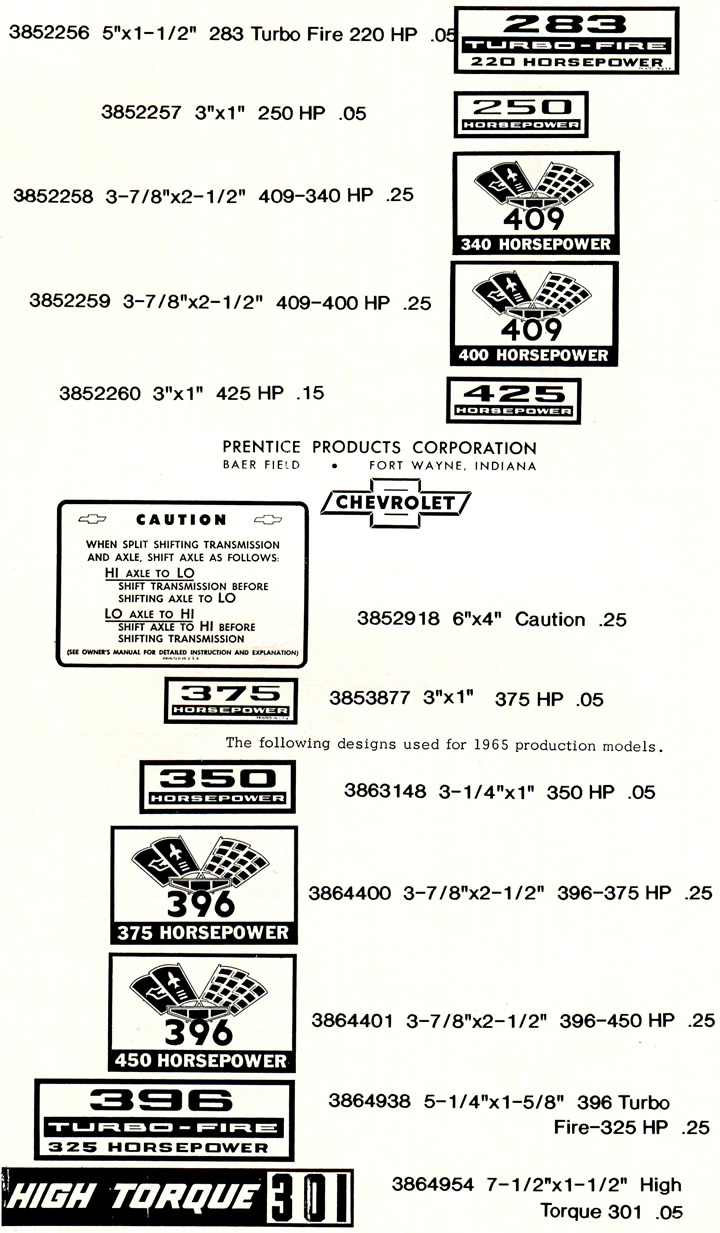 3852256 5"x1-1/2" 283 Turbo Fire 220 HP .05
283
TURBO-FIRE
220 HORSEPOWER
3852257 3"x1" 250 HP .05
250
HORSEPOWER
3852258 3-7/8"x2-1/2" 409-340 HP .25
409
340 HORSEPOWER
3852259 3-7/8"x2-1/2" 409-400 HP .25
409
400 HORSEPOWER
3852260 3"x1" 425 HP .15
425
HORSEPOWER
PRENTICE PRODUCTS CORPORATION
BAER FIELD • FORT WAYNE, INDIANA
CHEVROLET
CAUTION
WHEN SPLIT SHIFTING TRANSMISSION
AND AXLE, SHIFT AXLE AS FOLLOWS:
HI AXLE TO LO
SHIFT TRANSMISSION BEFORE
SHIFTING AXLE TO LO
LO AXLE TO HI
SHIFT AXLE TO HI BEFORE
SHIFTING TRANSMISSION
(SEE OWNER'S MANUAL FOR DETAILED INSTRUCTION AND EXPLANATION)
PRINTED IN U.S.A.
3852918 6"x4" Caution .25
375
HORSEPOWER
3853877 3"x1" 375 HP .05
The following designs used for 1965 production models.
350
HORSEPOWER
3863148 3-1/4"x1" 350 HP .05
396
375 HORSEPOWER
3864400 3-7/8"x2-1/2" 396-375 HP .25
396
450 HORSEPOWER
3864401 3-7/8"x2-1/2" 396-450 HP .25
396
TURBO-FIRE
325 HORSEPOWER
3864938 5-1/4"x1-5/8" 396 Turbo
Fire-325 HP .25
HIGH TORQUE 301
3864954 7-1/2"x1-1/2" High
Torque 301 .05